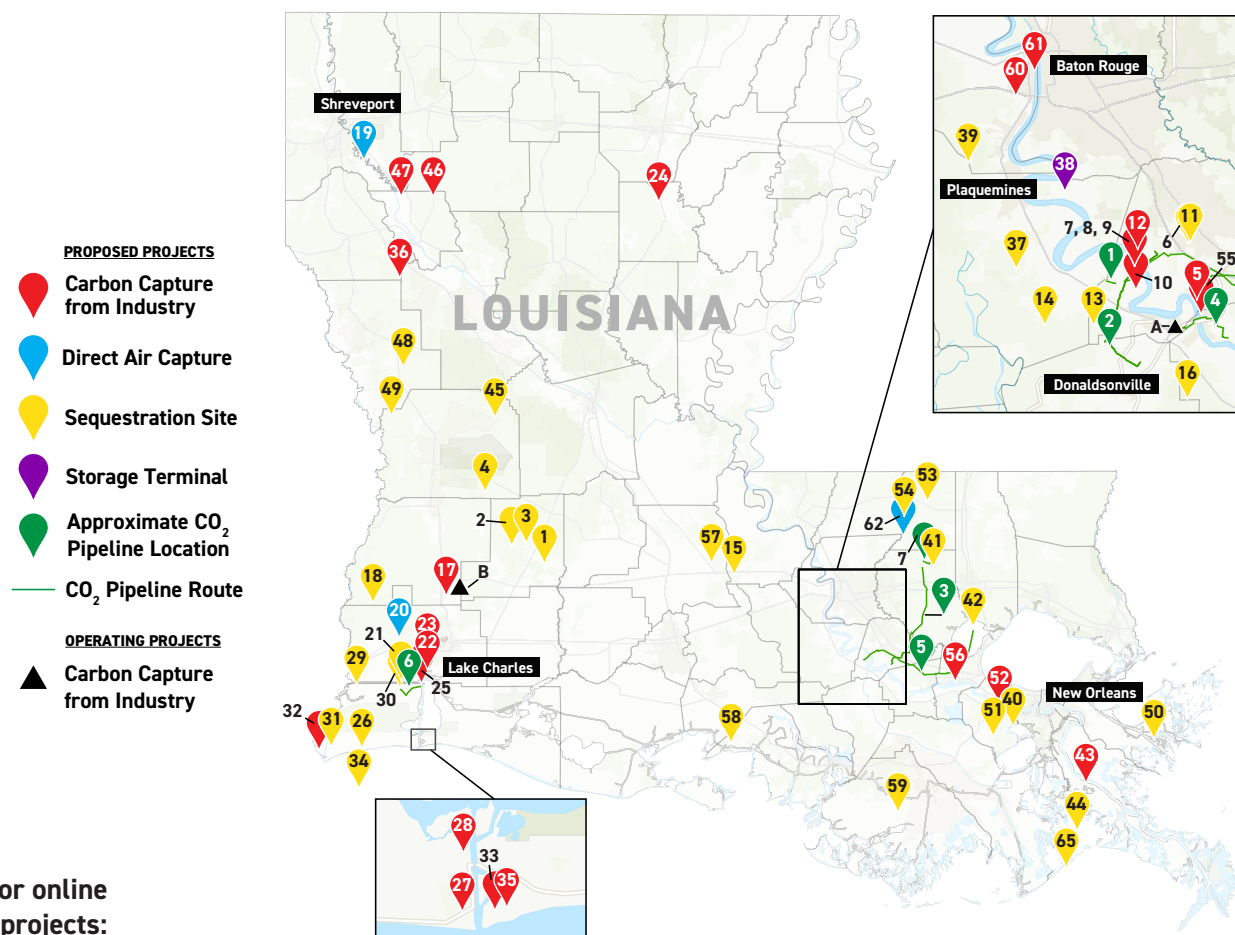 PROPOSED PROJECTS
Carbon Capture
from Industry
Direct Air Capture
Sequestration Site
Storage Terminal
Approximate CO2
Pipeline Location
CO2 Pipeline Route
OPERATING PROJECTS
Carbon Capture
from Industry
or online
projects:
Shreveport
19
47
46
24
36
LOUISIANA
48
49
45
4
2
3
1
57
15
17
B
18
20
23
22
21
29
6
Lake Charles
25
30
32
31
26
34
58
53
54
62
7
41
3
42
5
56
52
40
51
New Orleans
50
43
59
44
65
61
60
Baton Rouge
39
38
Plaquemines
12
11
7, 8, 9
6
37
1
10
55
5
14
13
4
2
A
16
Donaldsonville
28
33
27
35